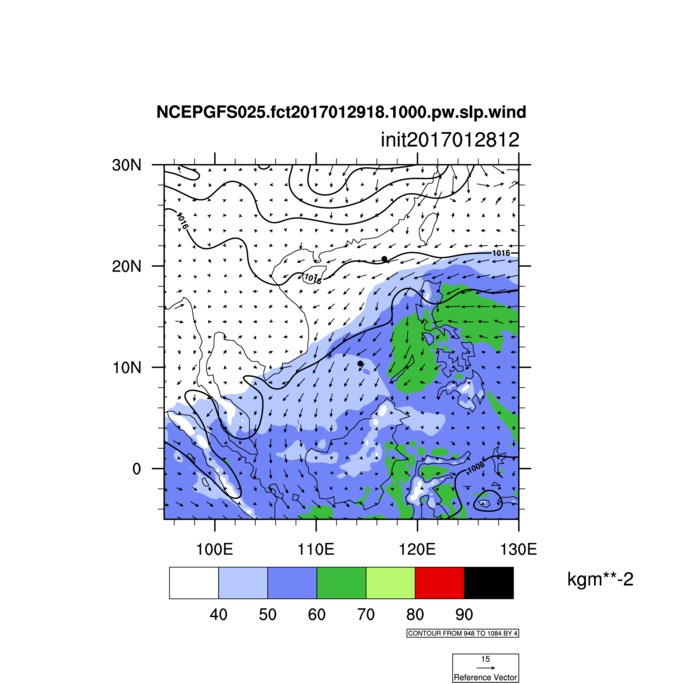 NCEPGFS025.fct2017012918.1000.pw.slp.wind
init2017012812
30N
1016
1016
20N
1016
10N
0
1008
100E 110E 120E 130E
kgm**-2
40 50 60 70 80 90
CONTOUR FROM 948 TO 1084 BY 4
15
Reference Vector